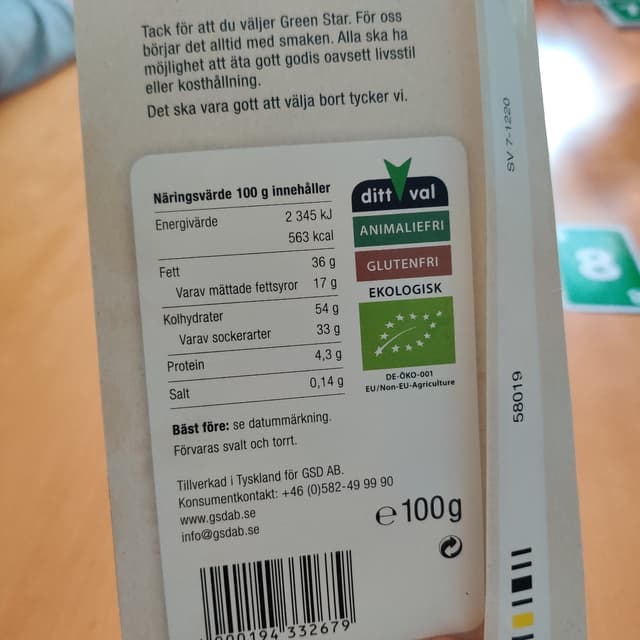 Tack för att du väljer Green Star. För oss
börjar det alltid med smaken. Alla ska ha
möjlighet att äta gott godis oavsett livsstil
eller kosthållning.
Det ska vara gott att välja bort tycker vi.
Näringsvärde 100 g innehåller
Energivärde 2 345 kJ
563 kcal
Fett 36 g
Varav mättade fettsyror 17 g
Kolhydrater 54 g
Varav sockerarter 33 g
Protein 4,3 g
Salt 0,14 g
ditt val
ANIMALIEFRI
GLUTENFRI
EKOLOGISK
DE-ÖKO-001
EU/Non-EU-Agriculture
Bäst före: se datummärkning.
Förvaras svalt och torrt.
Tillverkad i Tyskland för GSD AB.
Konsumentkontakt: +46 (0)582-49 99 90
www.gsdab.se
info@gsdab.se
e 100g
332679
SV 7-1220
58019
8